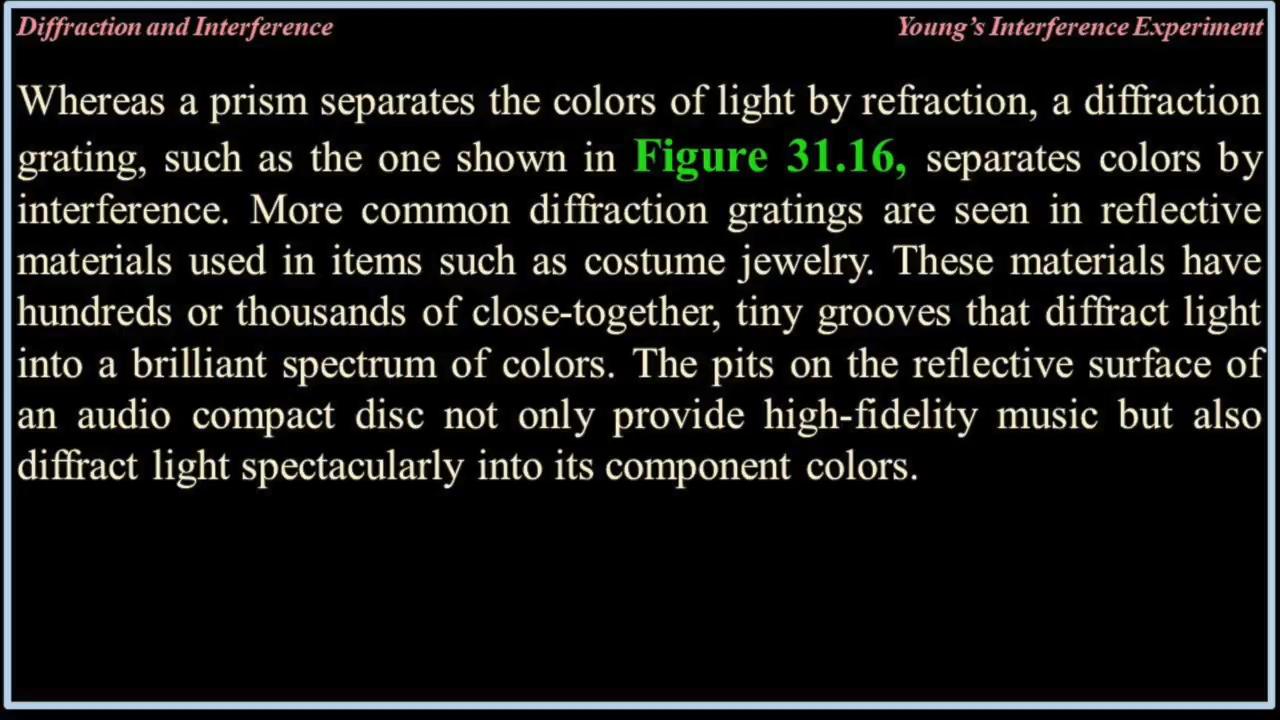 Diffraction and Interference
Young's Interference Experiment
Whereas a prism separates the colors of light by refraction, a diffraction
grating, such as the one shown in Figure 31.16, separates colors by
interference. More common diffraction gratings are seen in reflective
materials used in items such as costume jewelry. These materials have
hundreds or thousands of close-together, tiny grooves that diffract light
into a brilliant spectrum of colors. The pits on the reflective surface of
an audio compact disc not only provide high-fidelity music but also
diffract light spectacularly into its component colors.